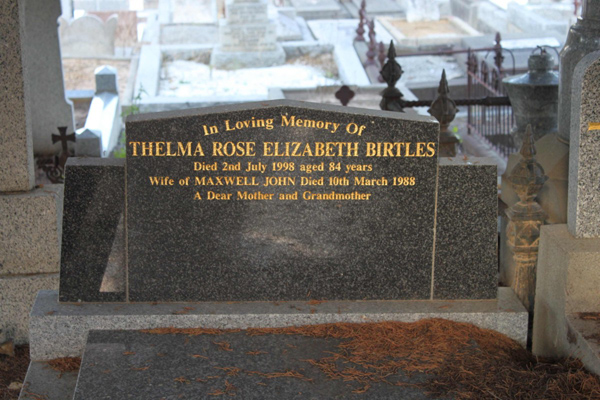 In Loving Memory Of
THELMA ROSE ELIZABETH BIRTLES
Died 2nd July 1998 aged 84 years
Wife of MAXWELL JOHN Died 10th March 1988
A Dear Mother and Grandmother